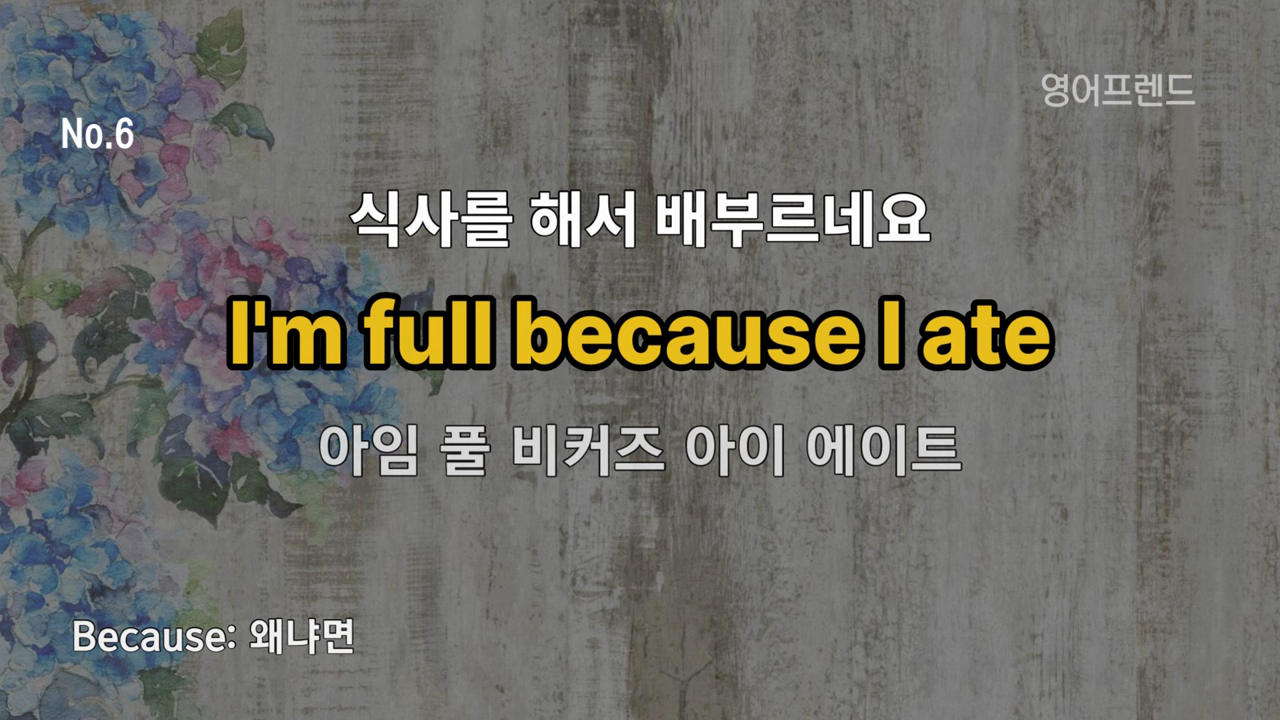 영어프렌드
No.6
식사를 해서 배부르네요
I'm full because I ate
아임 풀 비커즈 아이 에이트
Because: 왜냐면